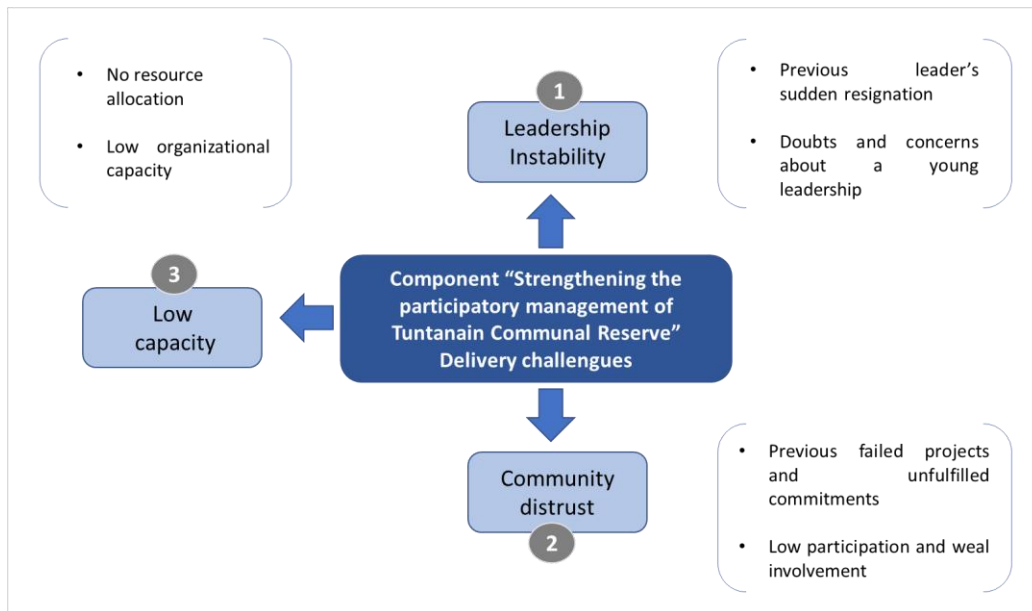 • No resource
allocation
• Low organizational
capacity
1
Leadership
Instability
• Previous leader’s
sudden resignation
• Doubts and concerns
about a young
leadership
3
Low
capacity
Component “Strengthening the
participatory management of
Tuntanain Communal Reserve”
Delivery challengues
Community
distrust
2
• Previous failed projects
and unfulfilled
commitments
• Low participation and weal
involvement